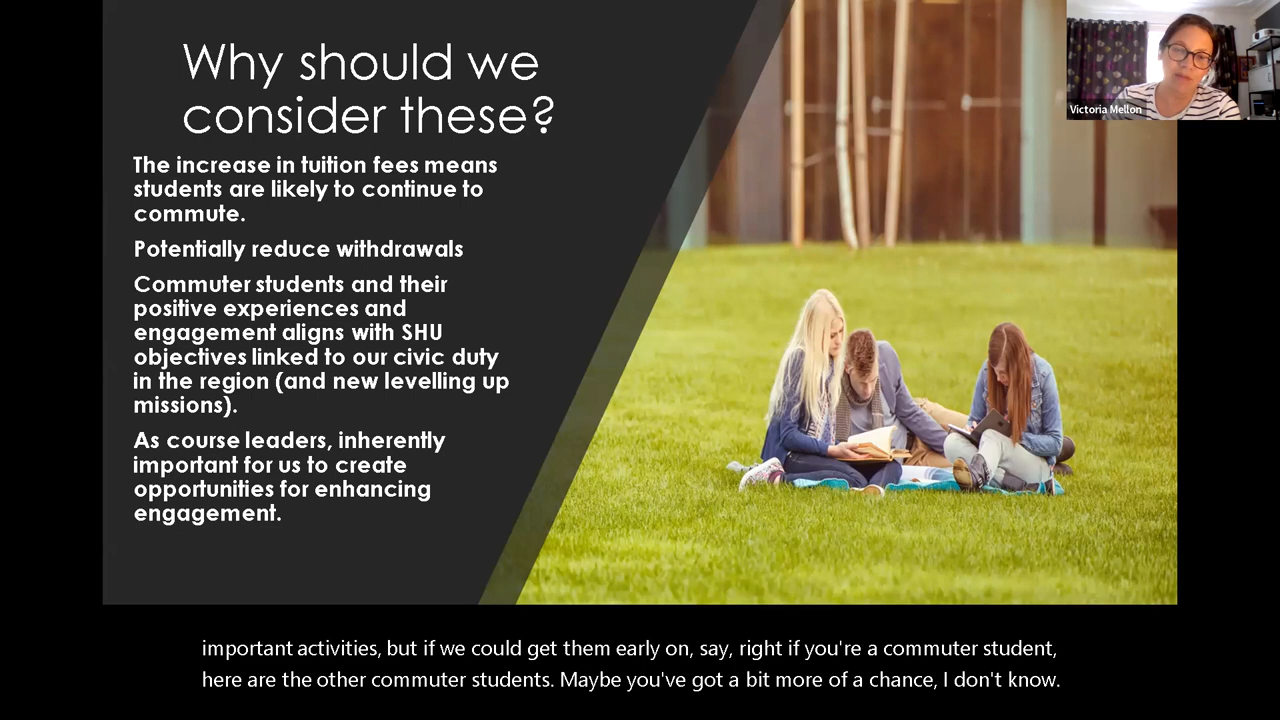 Why should we
consider these?
The increase in tuition fees means
students are likely to continue to
commute.
Potentially reduce withdrawals
Commuter students and their
positive experiences and
engagement aligns with SHU
objectives linked to our civic duty
in the region (and new levelling up
missions).
As course leaders, inherently
important for us to create
opportunities for enhancing
engagement.
Victoria Mellon
important activities, but if we could get them early on, say, right if you're a commuter student,
here are the other commuter students. Maybe you've got a bit more of a chance, I don't know.